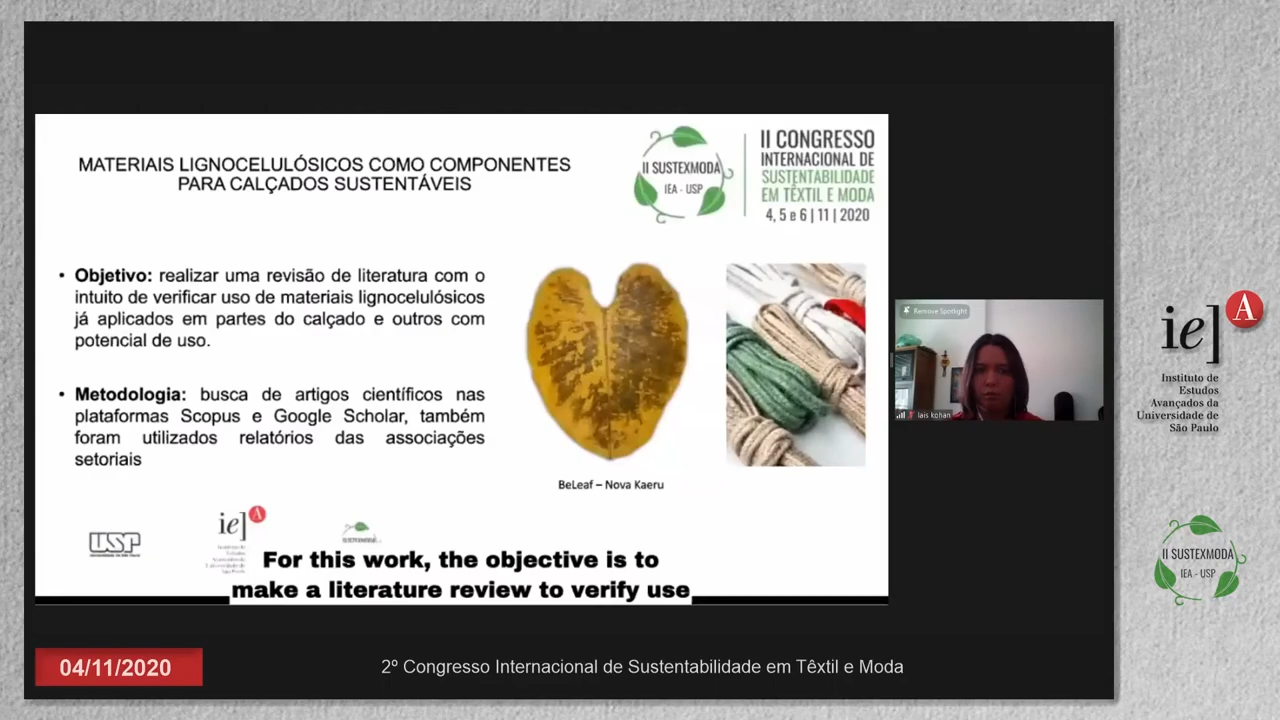 MATERIAIS LIGNOCELULÓSICOS COMO COMPONENTES
PARA CALÇADOS SUSTENTÁVEIS
II SUSTEXMODA
IEA - USP
II CONGRESSO
INTERNACIONAL DE
SUSTENTABILIDADE
EM TÊXTIL E MODA
4, 5 e 6 | 11 | 2020
• Objetivo: realizar uma revisão de literatura com o
intuito de verificar uso de materiais lignocelulósicos
já aplicados em partes do calçado e outros com
potencial de uso.
• Metodologia: busca de artigos científicos nas
plataformas Scopus e Google Scholar, também
foram utilizados relatórios das associações
setoriais
BeLeaf – Nova Kaeru
USP
ie] A
For this work, the objective is to
make a literature review to verify use
Remove Spotlight
lais kohan
ie] A
Instituto de
Estudos
Avançados da
Universidade de
São Paulo
II SUSTEXMODA
IEA - USP
04/11/2020
2º Congresso Internacional de Sustentabilidade em Têxtil e Moda